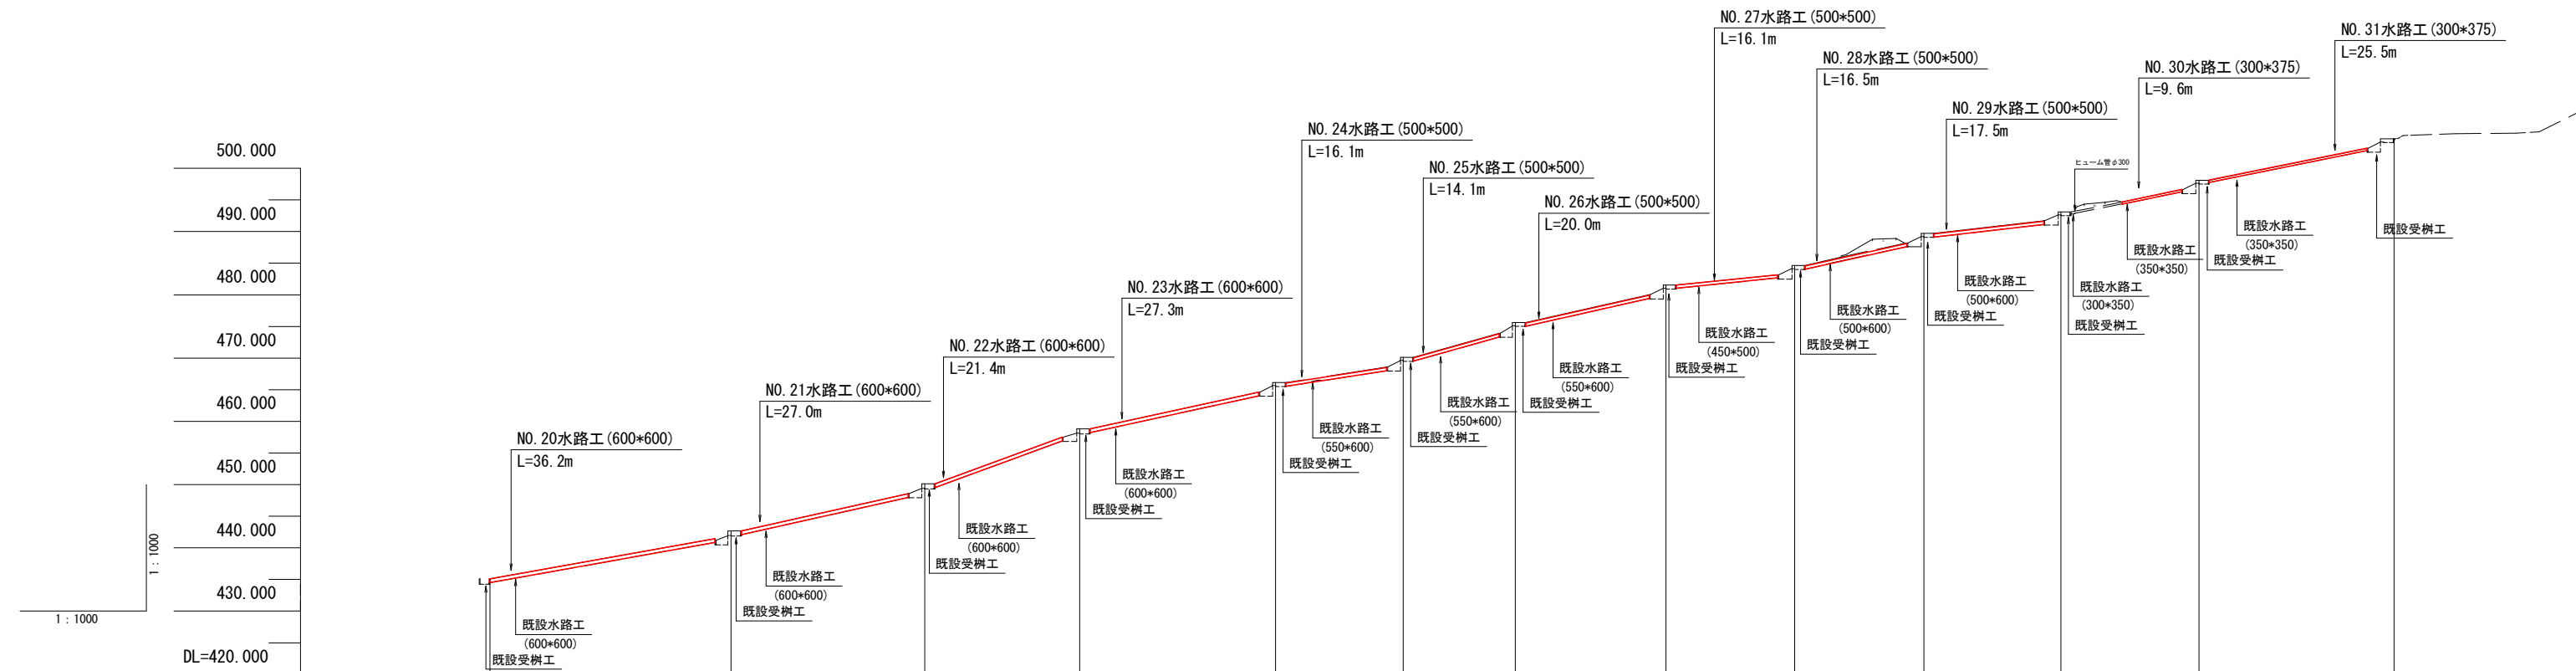 NO.27水路工(500*500)
L=16.1m
NO.31水路工(300*375)
L=25.5m
NO.28水路工(500*500)
L=16.5m
NO.30水路工(300*375)
L=9.6m
NO.29水路工(500*500)
L=17.5m
NO.24水路工(500*500)
L=16.1m
NO.25水路工(500*500)
L=14.1m
NO.26水路工(500*500)
L=20.0m
NO.23水路工(600*600)
L=27.3m
NO.22水路工(600*600)
L=21.4m
NO.21水路工(600*600)
L=27.0m
NO.20水路工(600*600)
L=36.2m
ヒューム管φ300
500.000
490.000
480.000
470.000
460.000
450.000
440.000
430.000
DL=420.000
1:1000
1:1000
既設水路工
(600*600)
既設受桝工
既設水路工
(600*600)
既設受桝工
既設水路工
(600*600)
既設受桝工
既設水路工
(600*600)
既設受桝工
既設水路工
(550*600)
既設受桝工
既設水路工
(550*600)
既設受桝工
既設水路工
(550*600)
既設受桝工
既設水路工
(450*500)
既設受桝工
既設水路工
(500*600)
既設受桝工
既設水路工
(500*600)
既設受桝工
既設水路工
(300*350)
既設受桝工
既設水路工
(350*350)
既設水路工
(350*350)
既設受桝工
既設受桝工